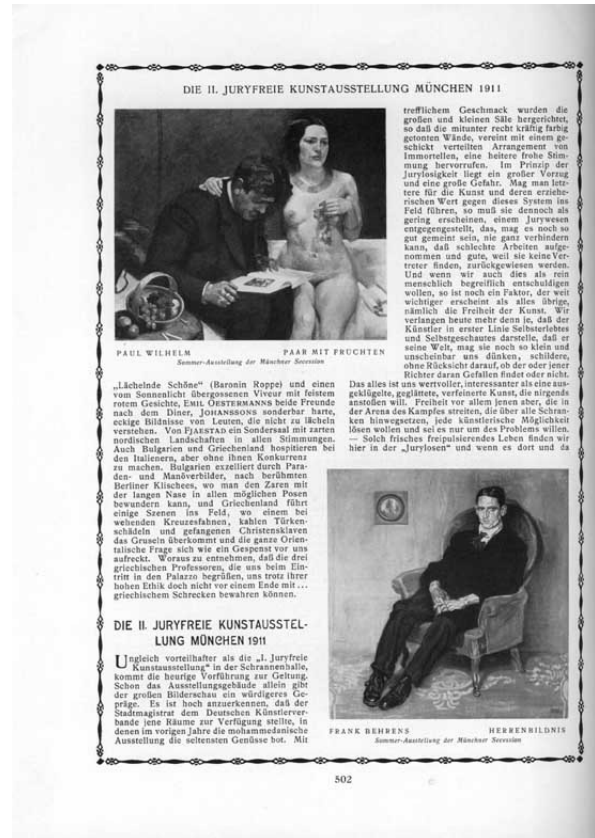 DIE II. JURYFREIE KUNSTAUSSTELLUNG MÜNCHEN 1911
PAUL WILHELM PAAR MIT FRÜCHTEN
Sommer-Ausstellung der Münchner Secession
„Lächelnde Schöne“ (Baronin Roppe) und einen
vom Sonnenlicht übergossenen Viveur mit feistem
rotem Gesichte, EMIL OESTERMANNS beide Freunde
nach dem Diner, JOHANSSONS sonderbar harte,
eckige Bildnisse von Leuten, die nicht zu lächeln
verstehen. Von FJAESTAD ein Sondersaal mit zarten
nordischen Landschaften in allen Stimmungen.
Auch Bulgarien und Griechenland hospitieren bei
den Italienern, aber ohne ihnen Konkurrenz
zu machen. Bulgarien exzelliert durch Para-
den- und Manöverbilder, nach berühmten
Berliner Klischees, wo man den Zaren mit
der langen Nase in allen möglichen Posen
bewundern kann, und Griechenland führt
einige Szenen ins Feld, wo einem bei
wehenden Kreuzesfahnen, kahlen Türken-
schädeln und gefangenen Christensklaven
das Gruseln überkommt und die ganze Orien-
talische Frage sich wie ein Gespenst vor uns
aufreckt. Woraus zu entnehmen, daß die drei
griechischen Professoren, die uns beim Ein-
tritt in den Palazzo begrüßen, uns trotz ihrer
hohen Ethik doch nicht vor einem Ende mit ...
griechischem Schrecken bewahren können.
DIE II. JURYFREIE KUNSTAUSSTEL-
LUNG MÜNCHEN 1911
Ungleich vorteilhafter als die „I. Juryfreie
Kunstausstellung“ in der Schrannenhalle,
kommt die heurige Vorführung zur Geltung.
Schon das Ausstellungsgebäude allein gibt
der großen Bilderschau ein würdigeres Ge-
präge. Es ist hoch anzuerkennen, daß der
Stadtmagistrat dem Deutschen Künstlerver-
bande jene Räume zur Verfügung stellte, in
denen im vorigen Jahre die mohammedanische
Ausstellung die seltensten Genüsse bot. Mit
trefflichem Geschmack wurden die
großen und kleinen Säle hergerichtet,
so daß die mitunter recht kräftig farbig
getonten Wände, vereint mit einem ge-
schickt verteilten Arrangement von
Immortellen, eine heitere frohe Stim-
mung hervorrufen. Im Prinzip der
Jurylosigkeit liegt ein großer Vorzug
und eine große Gefahr. Mag man letz-
tere für die Kunst und deren erziehe-
rischen Wert gegen dieses System ins
Feld führen, so muß sie dennoch als
gering erscheinen, einem Jurywesen
entgegengestellt, das, mag es noch so
gut gemeint sein, nie ganz verhindern
kann, daß schlechte Arbeiten aufge-
nommen und gute, weil sie keine Ver-
treter finden, zurückgewiesen werden.
Und wenn wir auch dies als rein
menschlich begreiflich entschuldigen
wollen, so ist noch ein Faktor, der weit
wichtiger erscheint als alles übrige,
nämlich die Freiheit der Kunst. Wir
verlangen heute mehr denn je, daß der
Künstler in erster Linie Selbsterlebtes
und Selbstgeschautes darstelle, daß er
seine Welt, mag sie noch so klein und
unscheinbar uns dünken, schildere,
ohne Rücksicht darauf, ob der oder jener
Richter daran Gefallen findet oder nicht.
Das alles ist uns wertvoller, interessanter als eine aus-
geklügelte, geglättete, verfeinerte Kunst, die nirgends
anstoßen will. Freiheit vor allem jenen aber, die in
der Arena des Kampfes streiten, die über alle Schran-
ken hinwegsetzen, jede künstlerische Möglichkeit
lösen wollen und sei es nur um des Problems willen.
— Solch frisches freipulsierendes Leben finden wir
hier in der „Jurylosen“ und wenn es dort und da
FRANK BEHRENS HERRENBILDNIS
Sommer-Ausstellung der Münchner Secession
502